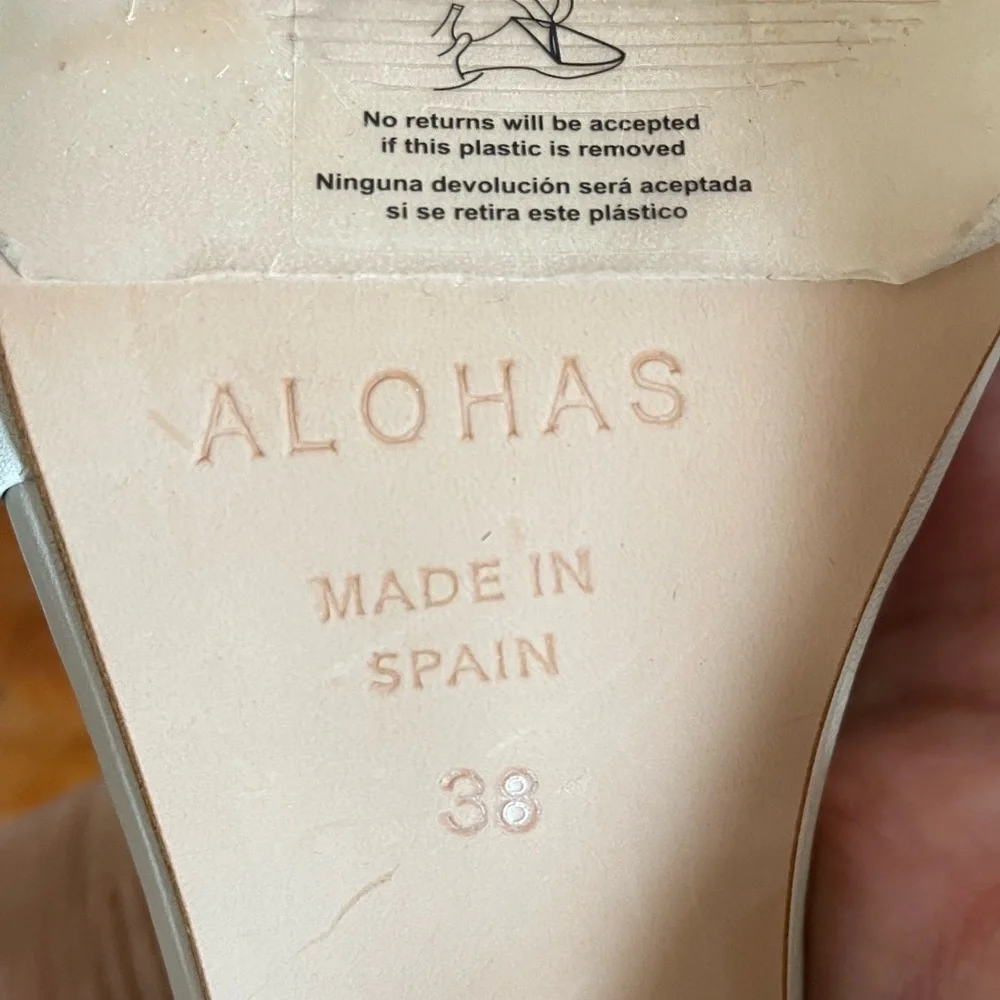 No returns will be accepted
if this plastic is removed
Ninguna devolución será aceptada
si se retira este plástico
ALOHAS
MADE IN
SPAIN
38